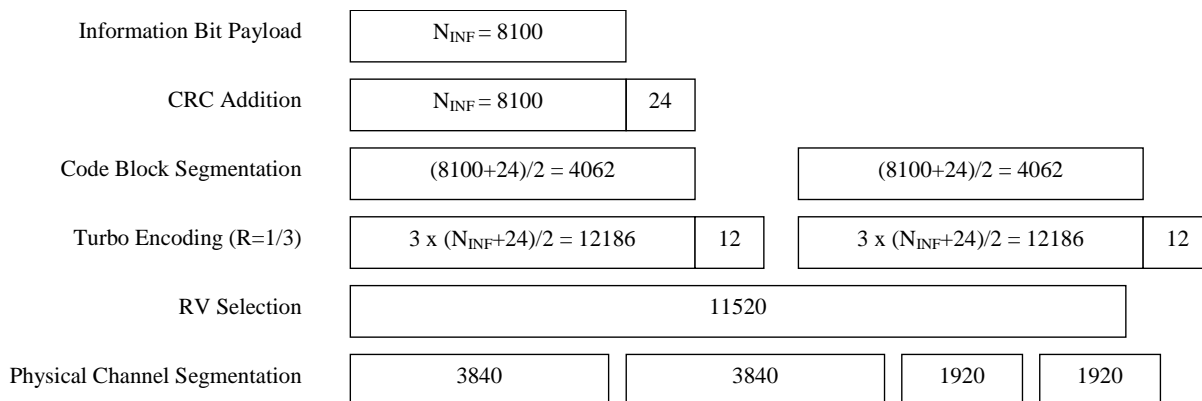 Information Bit Payload N_INF = 8100
CRC Addition N_INF = 8100 24
Code Block Segmentation (8100+24)/2 = 4062 (8100+24)/2 = 4062
Turbo Encoding (R=1/3) 3 x (N_INF+24)/2 = 12186 12 3 x (N_INF+24)/2 = 12186 12
RV Selection 11520
Physical Channel Segmentation 3840 3840 1920 1920